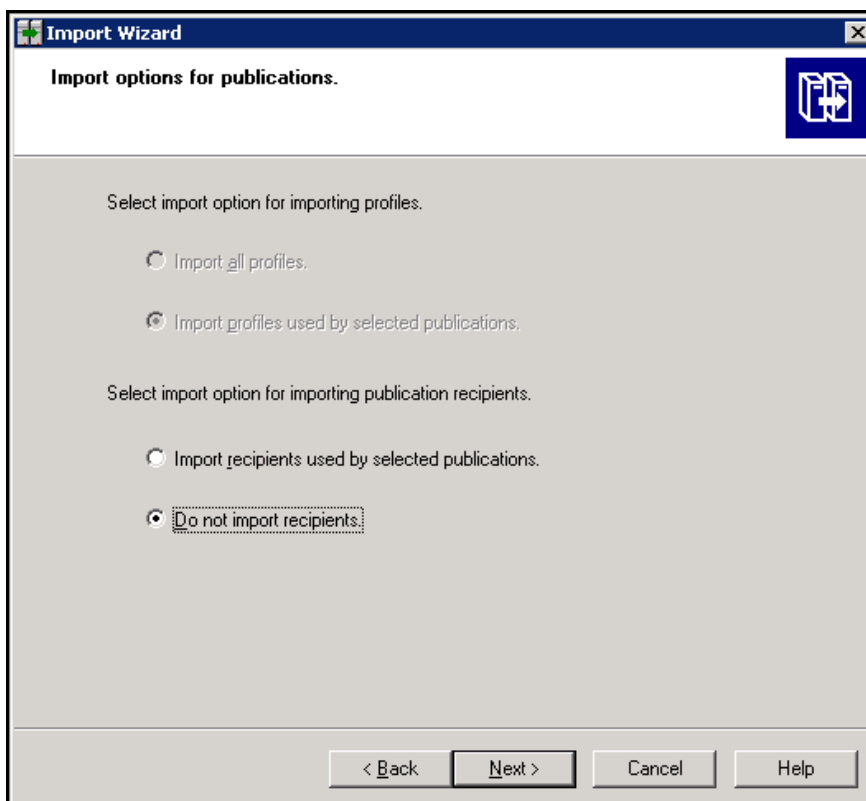 Import Wizard
Import options for publications.
Select import option for importing profiles.
Import all profiles.
Import profiles used by selected publications.
Select import option for importing publication recipients.
Import recipients used by selected publications.
Do not import recipients.
< Back Next > Cancel Help